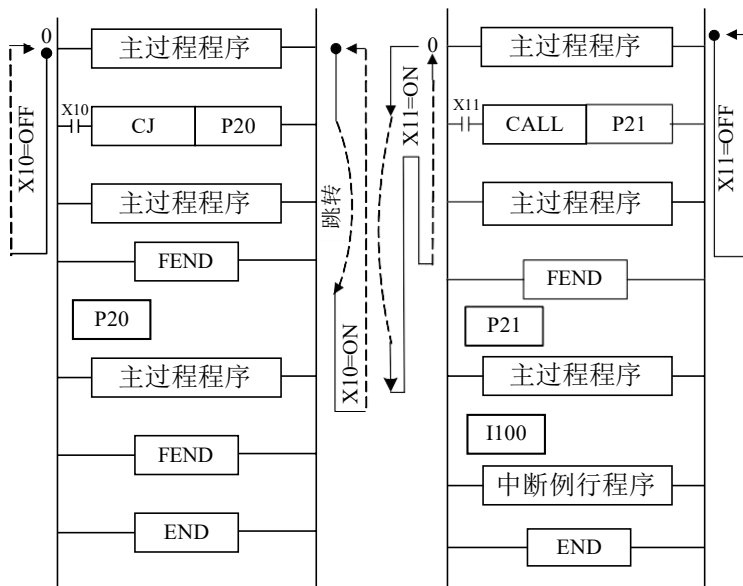 0
主过程程序
X10
CJ
P20
主过程程序
FEND
P20
主过程程序
FEND
END
X10=OFF
跳转
X10=ON
0
主过程程序
X11
CALL
P21
主过程程序
FEND
P21
主过程程序
I100
中断例行程序
END
X11=ON
X11=OFF